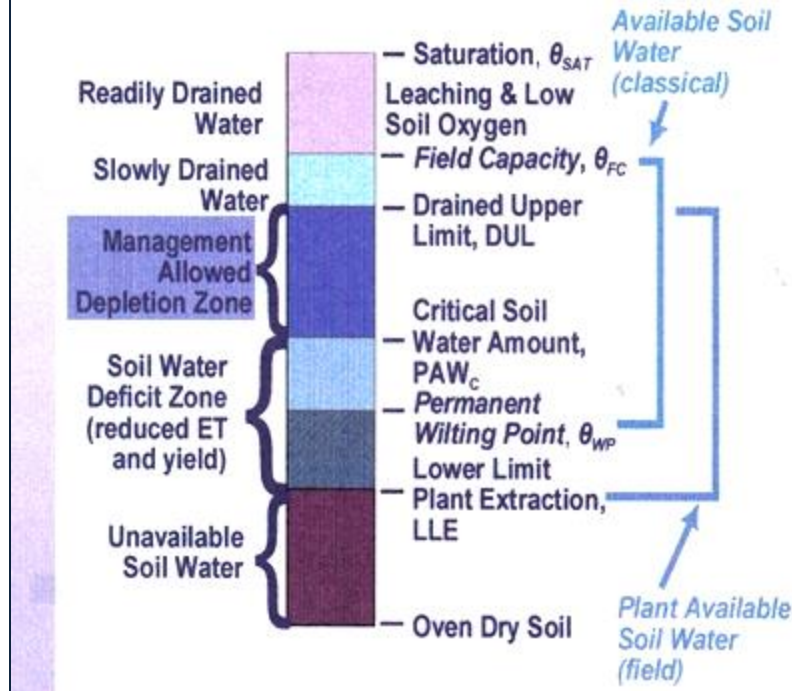 Available Soil
Water
(classical)
Saturation, θSAT
Readily Drained
Water
Leaching & Low
Soil Oxygen
Field Capacity, θFC
Slowly Drained
Water
Drained Upper
Limit, DUL
Management
Allowed
Depletion Zone
Critical Soil
Water Amount,
PAWC
Soil Water
Deficit Zone
(reduced ET
and yield)
Permanent
Wilting Point, θWP
Lower Limit
Plant Extraction,
LLE
Unavailable
Soil Water
Oven Dry Soil
Plant Available
Soil Water
(field)